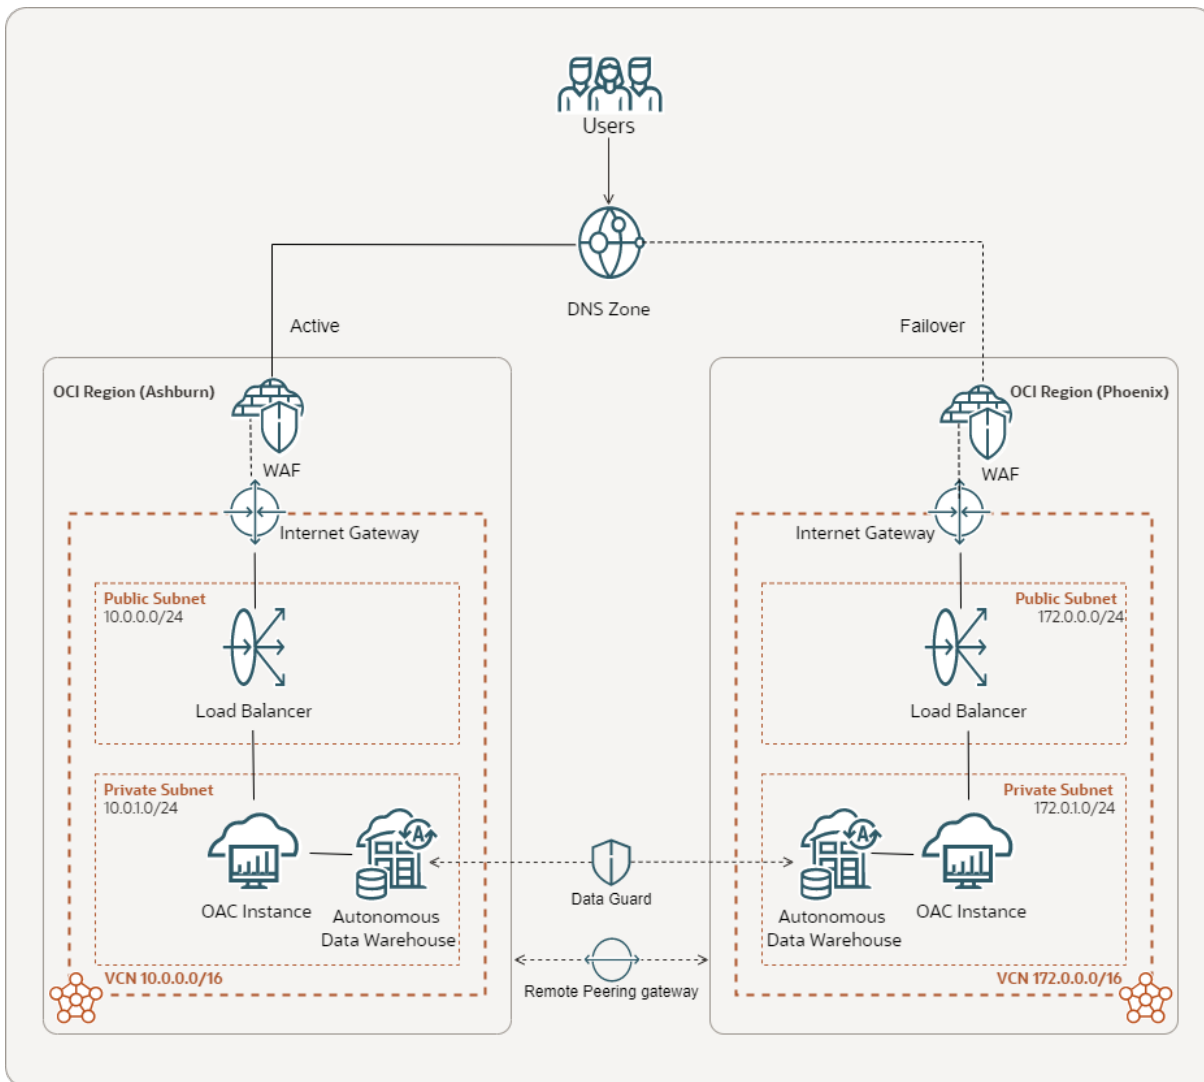 Users
DNS Zone
Active
Failover
OCI Region (Ashburn)
WAF
Internet Gateway
Public Subnet
10.0.0.0/24
Load Balancer
Private Subnet
10.0.1.0/24
A
OAC Instance
Autonomous
Data Warehouse
VCN 10.0.0.0/16
Data Guard
Remote Peering gateway
OCI Region (Phoenix)
WAF
Internet Gateway
Public Subnet
172.0.0.0/24
Load Balancer
Private Subnet
172.0.1.0/24
A
Autonomous
Data Warehouse
OAC Instance
VCN 172.0.0.0/16